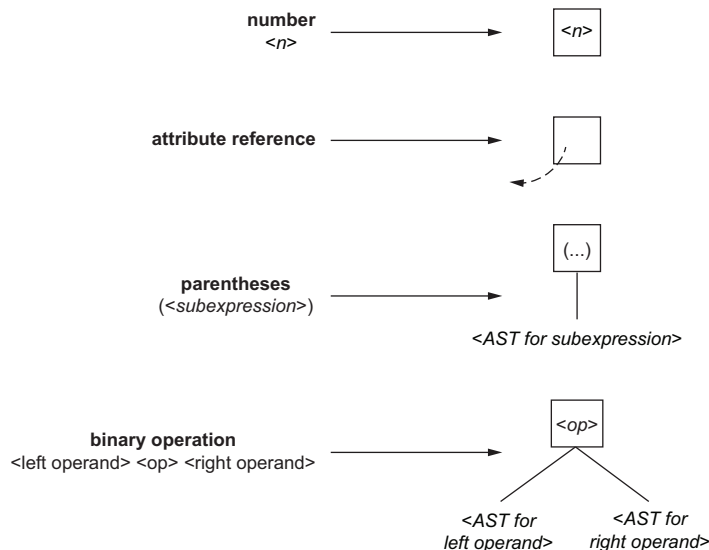 number
<n>
<n>
attribute reference
(...)
parentheses
(<subexpression>)
<AST for subexpression>
<op>
binary operation
<left operand> <op> <right operand>
<AST for
left operand>
<AST for
right operand>